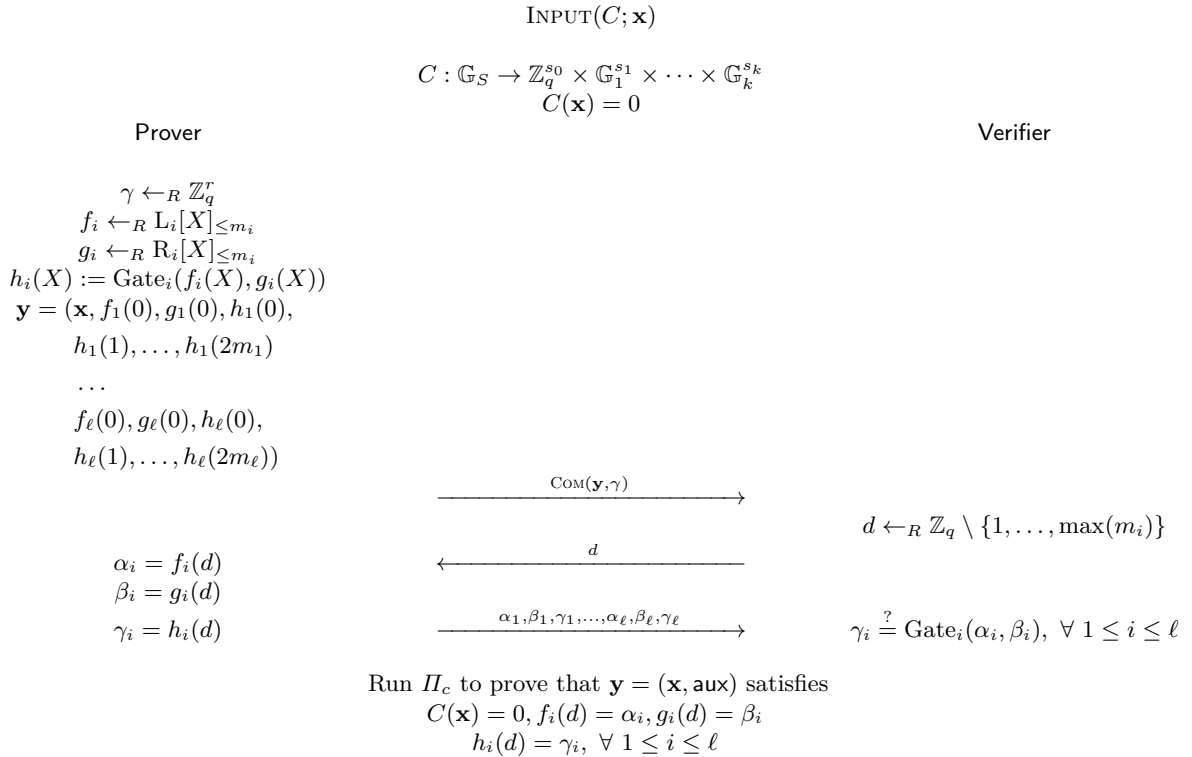 INPUT(C; x)
C : 𝔾_S → ℤ_q^{s_0} × 𝔾_1^{s_1} × ⋯ × 𝔾_k^{s_k}
C(x) = 0
Prover Verifier
γ ←_R ℤ_q^r
f_i ←_R L_i[X]_{≤m_i}
g_i ←_R R_i[X]_{≤m_i}
h_i(X) := Gate_i(f_i(X), g_i(X))
y = (x, f_1(0), g_1(0), h_1(0),
h_1(1), …, h_1(2m_1)
…
f_ℓ(0), g_ℓ(0), h_ℓ(0),
h_ℓ(1), …, h_ℓ(2m_ℓ))
COM(y,γ)
d ←_R ℤ_q \ {1, …, max(m_i)}
α_i = f_i(d) d
β_i = g_i(d)
γ_i = h_i(d) α_1,β_1,γ_1,…,α_ℓ,β_ℓ,γ_ℓ γ_i ≟ Gate_i(α_i, β_i), ∀ 1 ≤ i ≤ ℓ
Run Π_c to prove that y = (x, aux) satisfies
C(x) = 0, f_i(d) = α_i, g_i(d) = β_i
h_i(d) = γ_i, ∀ 1 ≤ i ≤ ℓ